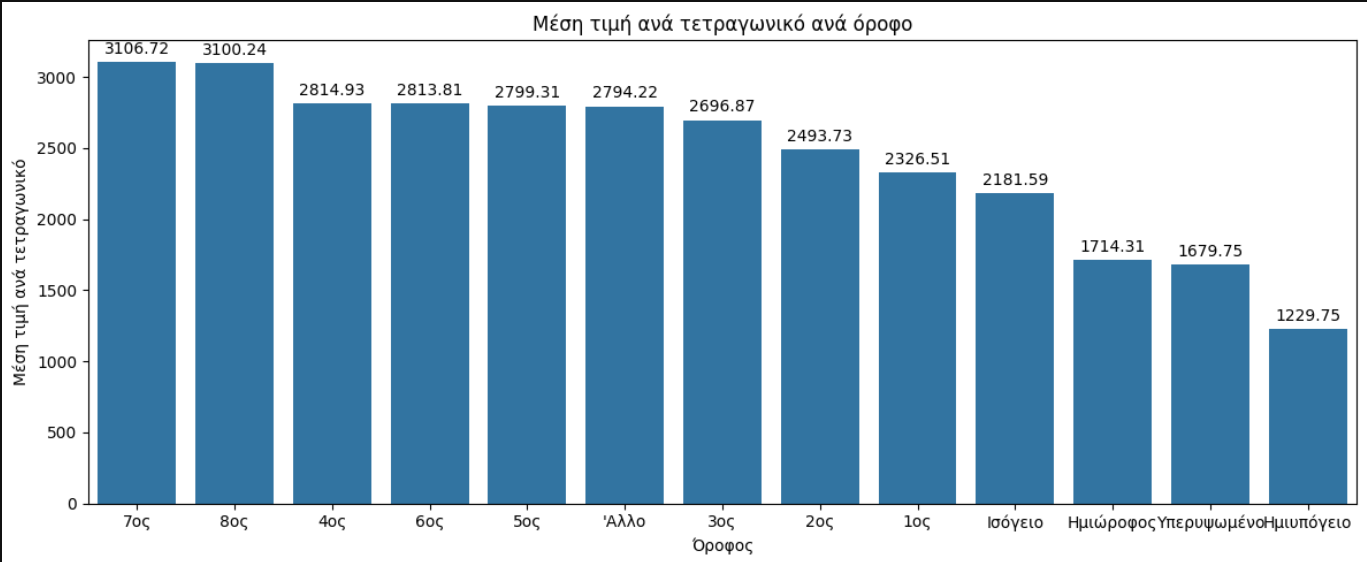 Μέση τιμή ανά τετραγωνικό ανά όροφο
3106.72 3100.24 2814.93 2813.81 2799.31 2794.22 2696.87 2493.73 2326.51 2181.59 1714.31 1679.75 1229.75
Μέση τιμή ανά τετραγωνικό
3000
2500
2000
1500
1000
500
0
7ος 8ος 4ος 6ος 5ος 'Αλλο 3ος 2ος 1ος Ισόγειο Ημιώροφος Υπερυψωμένο Ημιυπόγειο
Όροφος